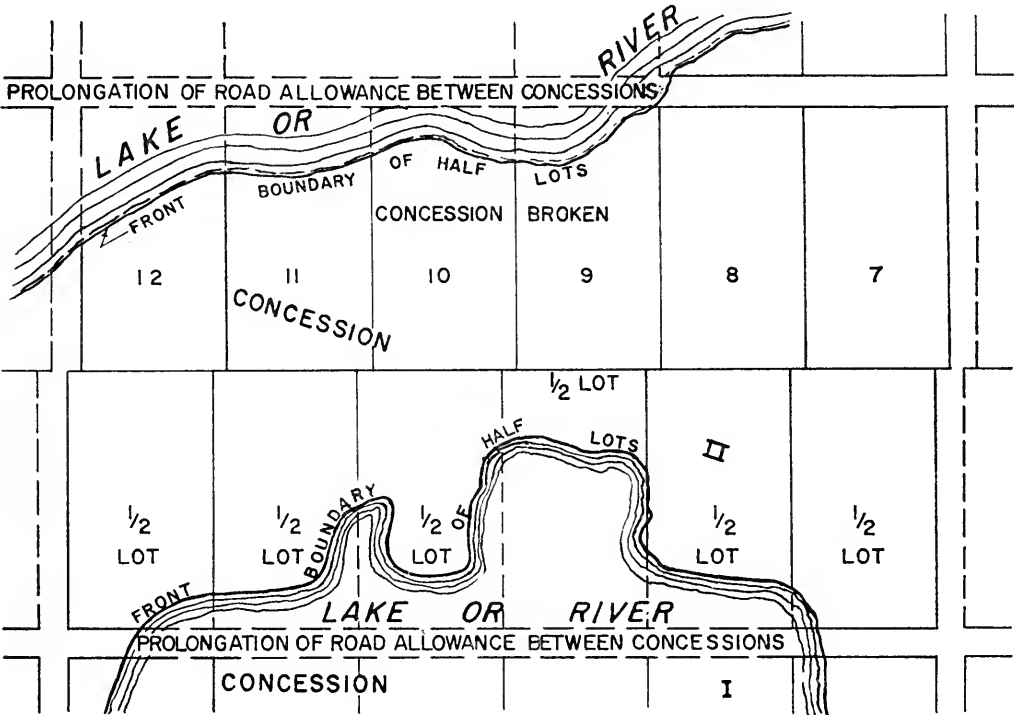 RIVER
PROLONGATION OF ROAD ALLOWANCE BETWEEN CONCESSIONS
LAKE OR
FRONT BOUNDARY OF HALF LOTS
CONCESSION BROKEN
12 11 10 9 8 7
CONCESSION
1/2 LOT
HALF LOTS
II
1/2 LOT
1/2 LOT
1/2 LOT
1/2 LOT
1/2 LOT
FRONT BOUNDARY OF
LAKE OR RIVER
PROLONGATION OF ROAD ALLOWANCE BETWEEN CONCESSIONS
CONCESSION I